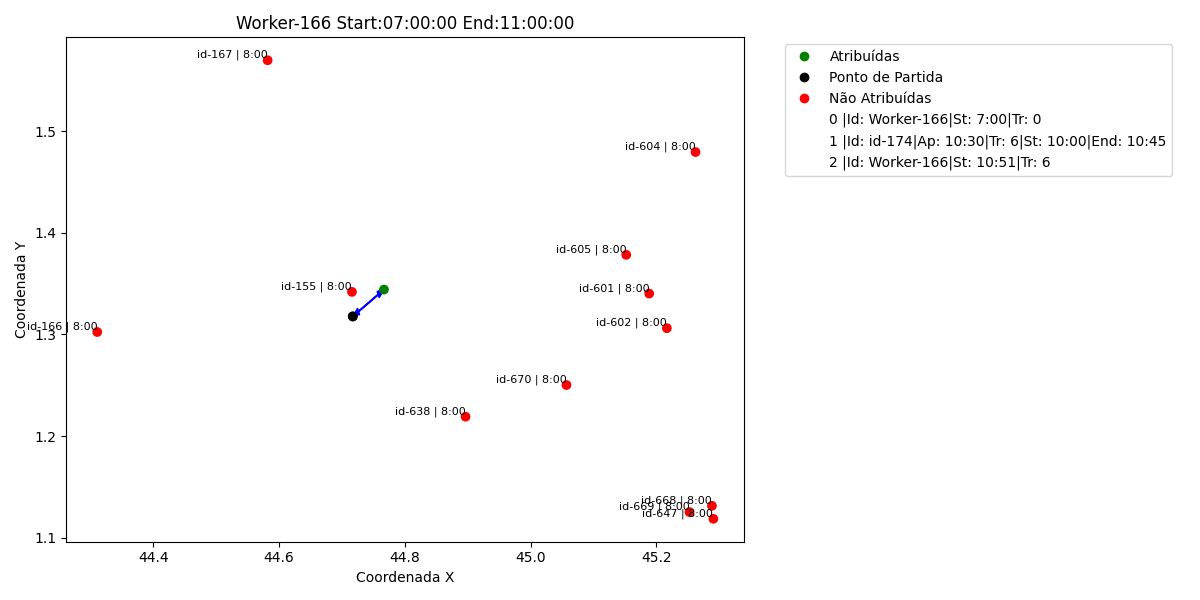 Worker-166 Start:07:00:00 End:11:00:00
id-167 | 8:00
id-604 | 8:00
id-605 | 8:00
id-155 | 8:00
id-601 | 8:00
id-166 | 8:00
id-602 | 8:00
id-670 | 8:00
id-638 | 8:00
id-668 | 8:00
id-669 | 8:00
id-647 | 8:00
1.5
1.4
1.3
1.2
1.1
Coordenada Y
44.4 44.6 44.8 45.0 45.2
Coordenada X
Atribuídas
Ponto de Partida
Não Atribuídas
0 |Id: Worker-166|St: 7:00|Tr: 0
1 |Id: id-174|Ap: 10:30|Tr: 6|St: 10:00|End: 10:45
2 |Id: Worker-166|St: 10:51|Tr: 6